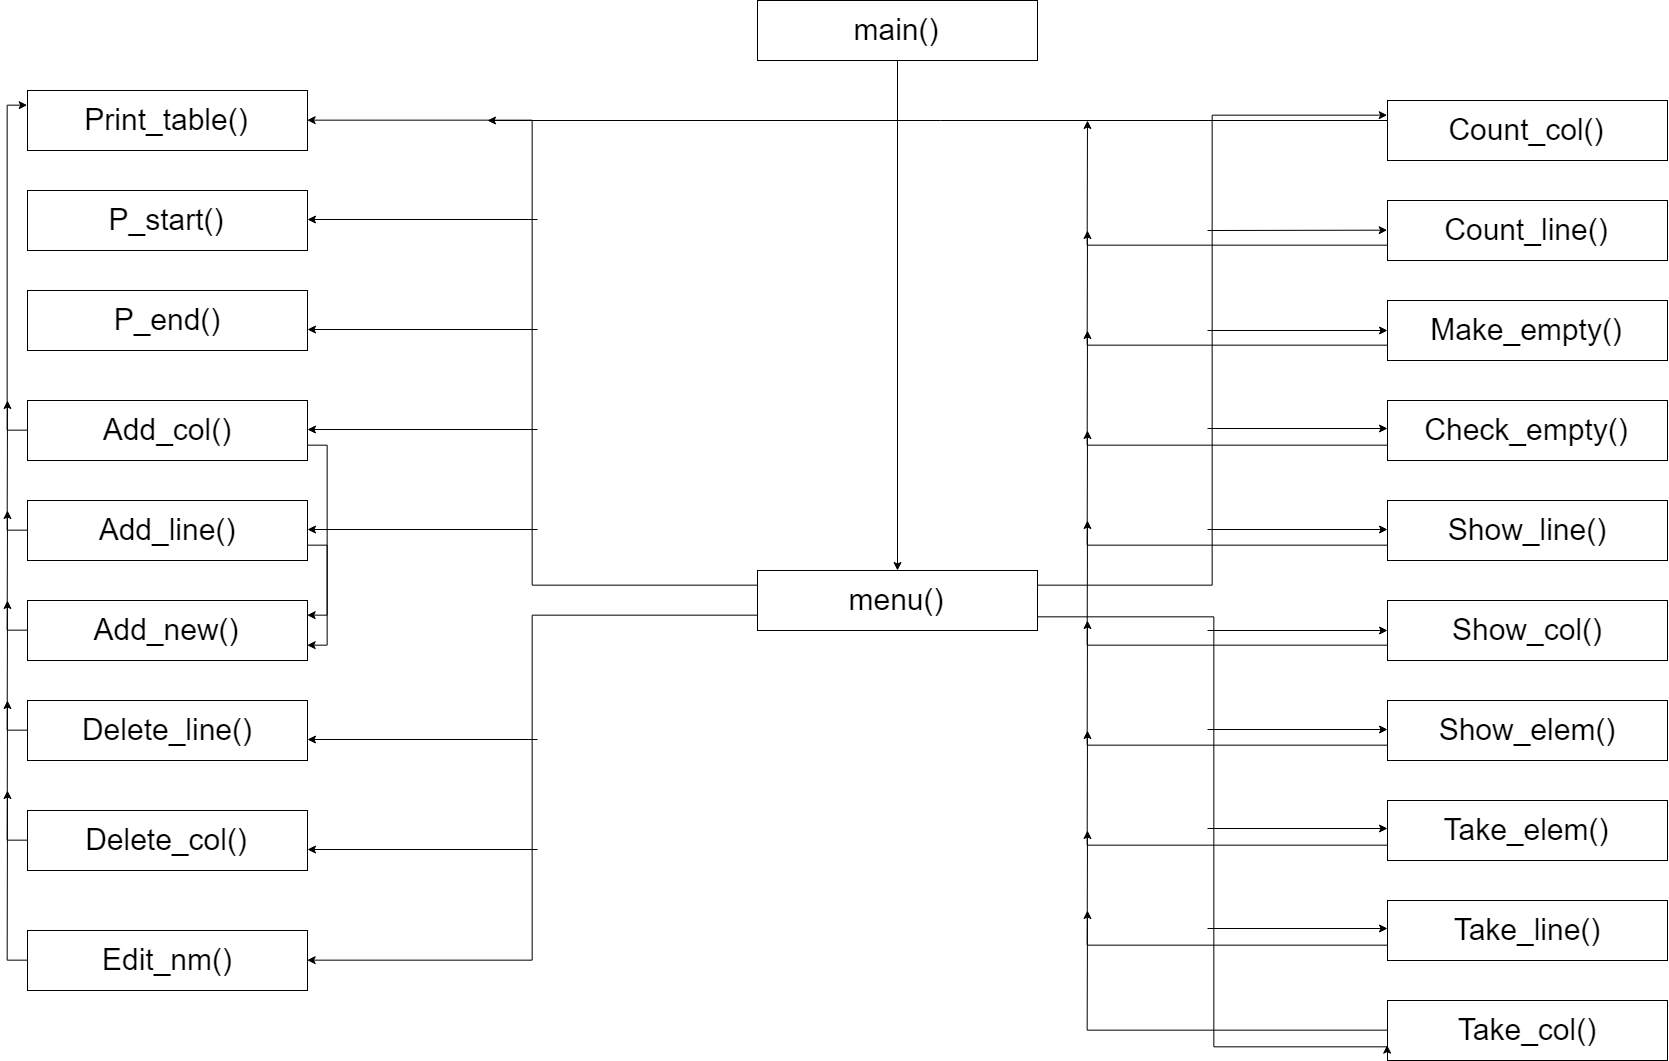 main()
Print_table()
P_start()
P_end()
Add_col()
Add_line()
Add_new()
Delete_line()
Delete_col()
Edit_nm()
menu()
Count_col()
Count_line()
Make_empty()
Check_empty()
Show_line()
Show_col()
Show_elem()
Take_elem()
Take_line()
Take_col()